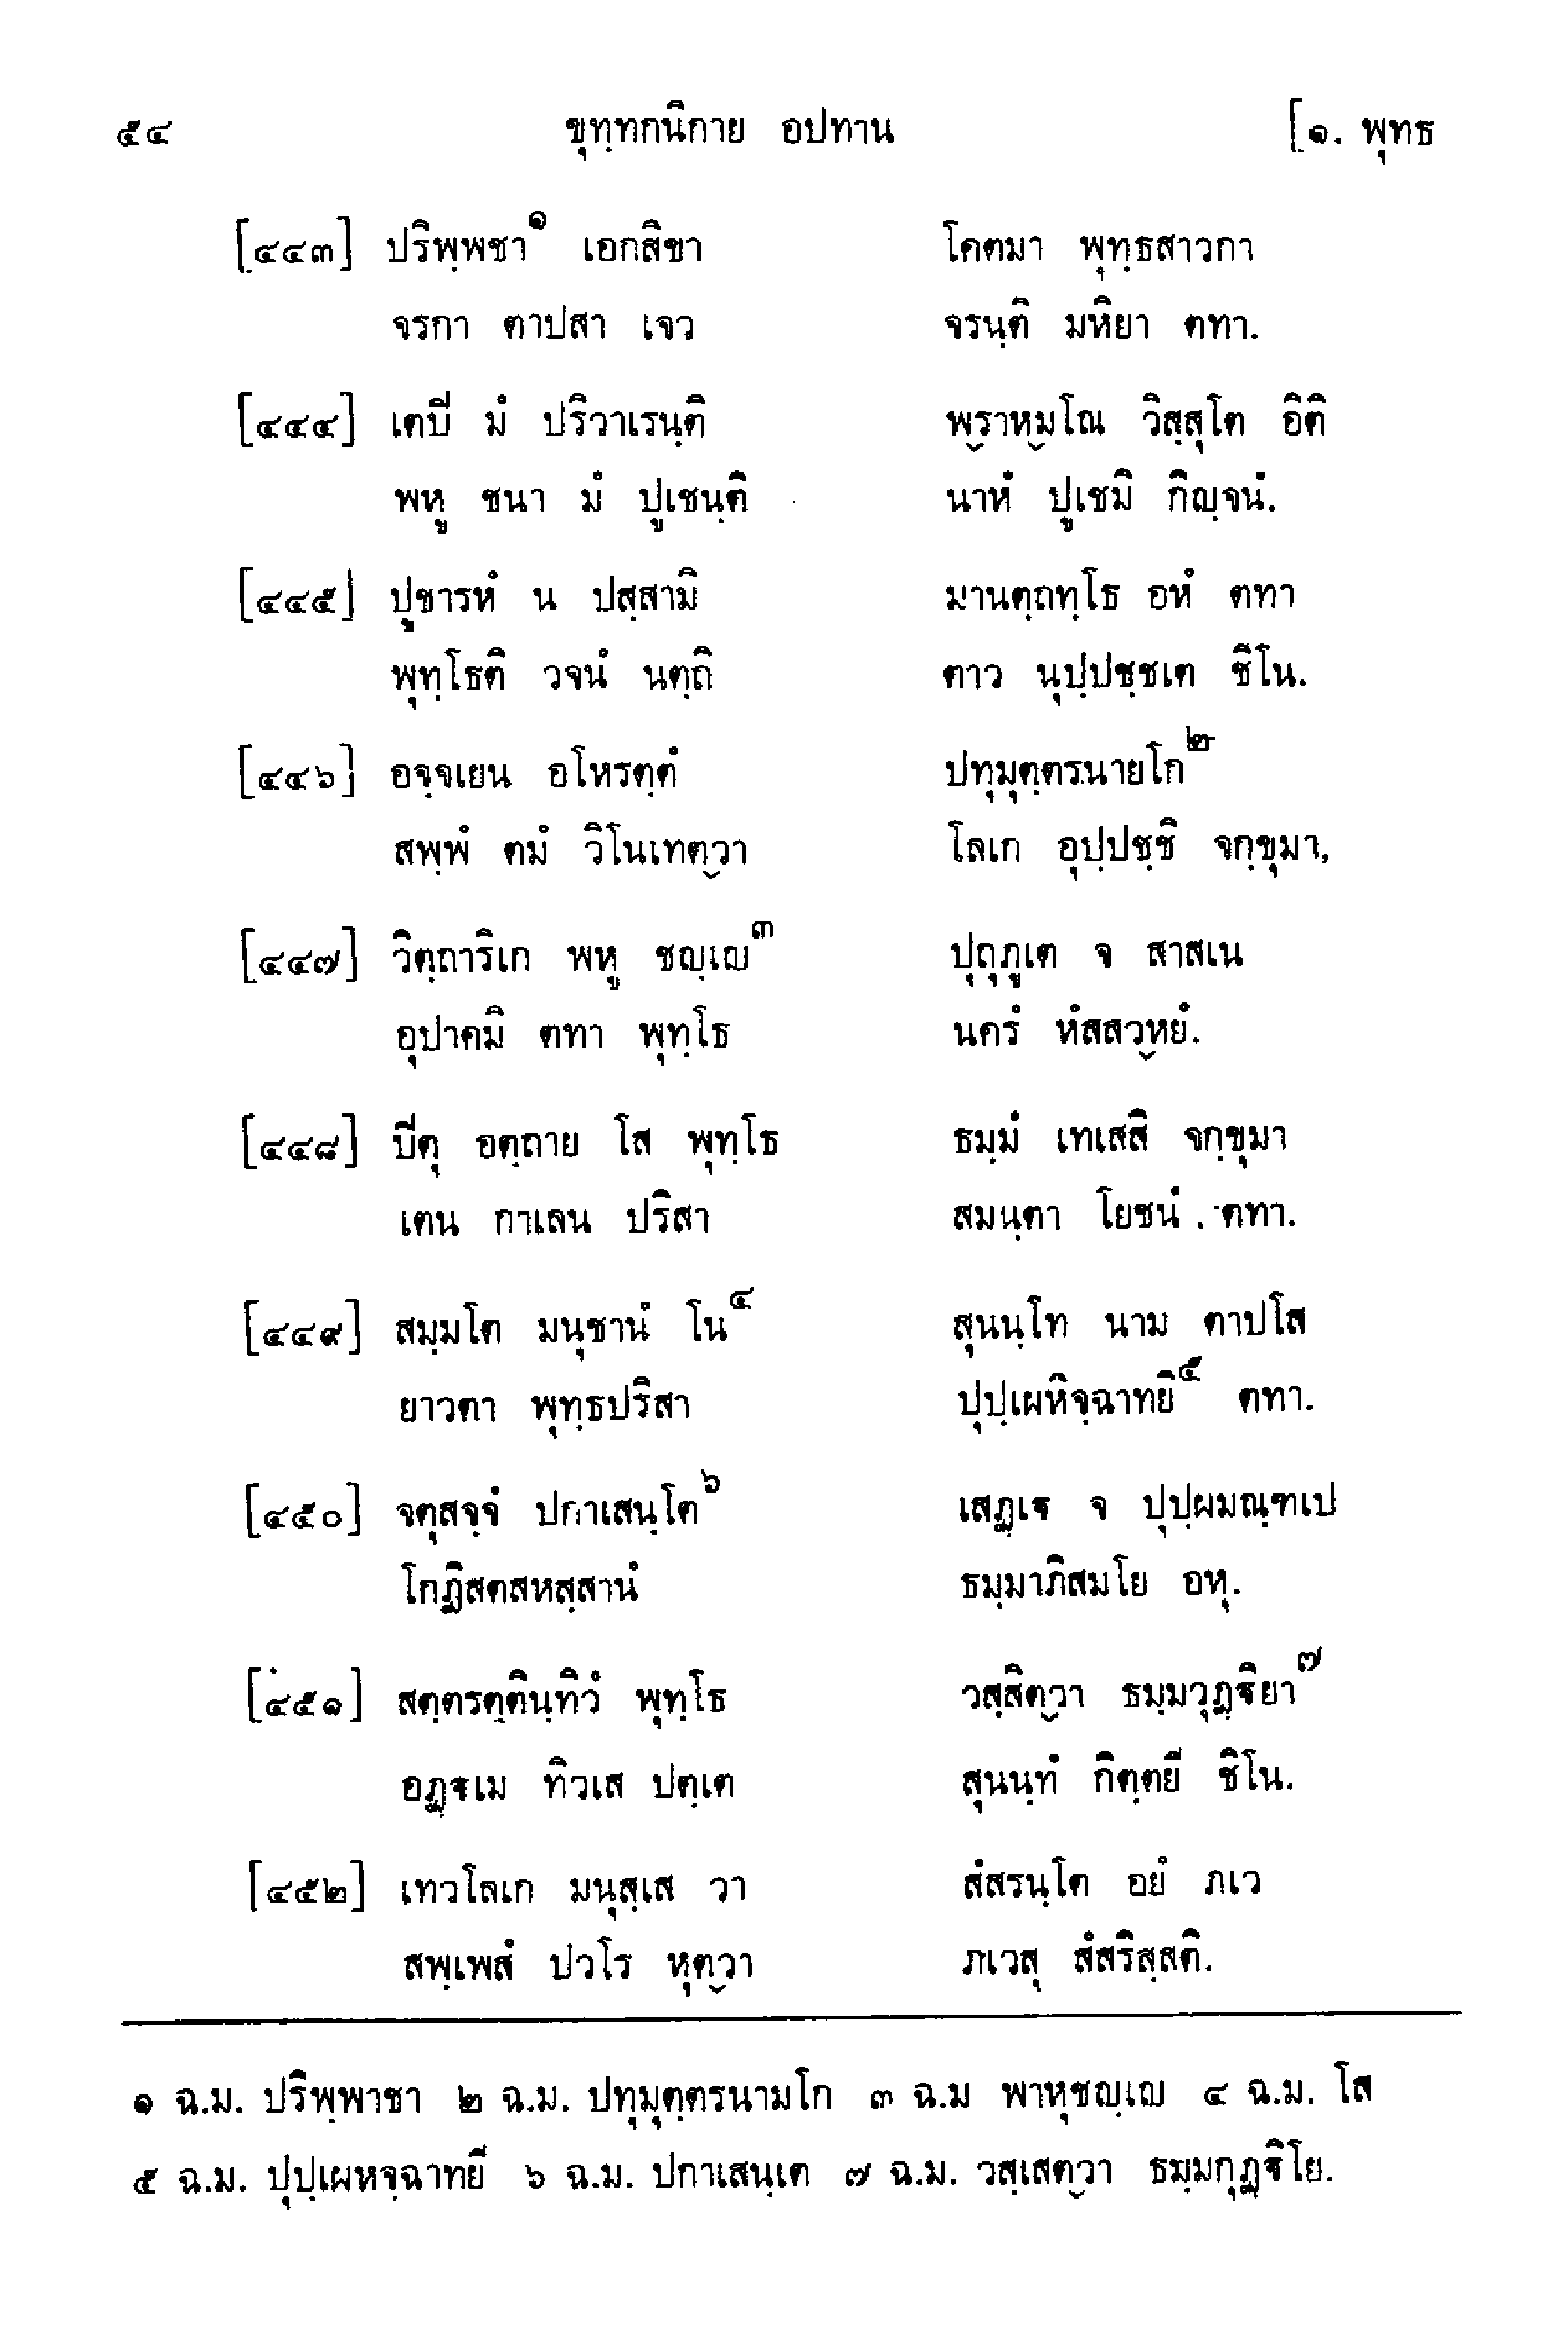 ๕๔ ขุทฺทกนิกาย อปทาน [๑. พุทธ
[๔๔๓] ปริพฺพชา๑ เอกสิขา โคตมา พุทฺธสาวกา
จรกา ตาปสา เจว จรนฺติ มหิยา ตทา.
[๔๔๔] เตปี มํ ปริวาเรนฺติ พฺราหฺมโณ วิสฺสุโต อิติ
พหู ชนา มํ ปูเชนฺติ นาหํ ปูเชมิ กิญฺจนํ.
[๔๔๕] ปูชารหํ น ปสฺสามิ มานตฺถทฺโธ อหํ ตทา
พุทฺโธติ วจนํ นตฺถิ ตาว นุปฺปชฺชเต ชิโน.
[๔๔๖] อจฺจเยน อโหรตฺตํ ปทุมุตฺตรนายโก๒
สพฺพํ ตมํ วิโนเทตฺวา โลเก อุปฺปชฺชิ จกฺขุมา,
[๔๔๗] วิตฺถาริเก พหู ชญฺเญ๓ ปุถุภูเต จ สาสเน
อุปาคมิ ตทา พุทฺโธ นครํ หํสสวฺหยํ.
[๔๔๘] ปีตุ อตฺถาย โส พุทฺโธ ธมฺมํ เทเสสิ จกฺขุมา
เตน กาเลน ปริสา สมนฺตา โยชนํ ตทา.
[๔๔๙] สมฺมโต มนุชานํ โน๔ สุนนฺโท นาม ตาปโส
ยาวตา พุทฺธปริสา ปุปฺเผหิจฺฉาทยิ๕ ตทา.
[๔๕๐] จตุสจฺจํ ปกาเสนฺโต๖ เสฏฺเฐ จ ปุปฺผมณฺฑเป
โกฏิสตสหสฺสานํ ธมฺมาภิสมโย อหุ.
[๔๕๑] สตฺตรตฺตินฺทิวํ พุทฺโธ วสฺสิตฺวา ธมฺมวุฏฺฐิยา๗
อฏฺฐเม ทิวเส ปตฺเต สุนนฺทํ กิตฺตยี ชิโน.
[๔๕๒] เทวโลเก มนุสฺเส วา สํสรนฺโต อยํ ภเว
สพฺเพสํ ปวโร หุตฺวา ภเวสุ สํสริสฺสติ.
๑ ฉ.ม. ปริพฺพาชา ๒ ฉ.ม. ปทุมุตฺตรนามโก ๓ ฉ.ม พาหุชญฺเญ ๔ ฉ.ม. โส
๕ ฉ.ม. ปุปฺเผหจฺฉาทยี ๖ ฉ.ม. ปกาเสนฺเต ๗ ฉ.ม. วสฺเสตฺวา ธมฺมกุฏฺฐิโย.